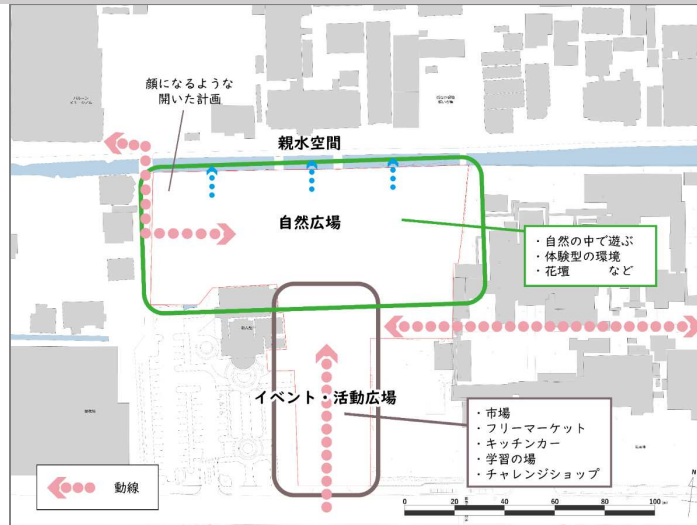 顔になるような
開いた計画
親水空間
自然広場
・自然の中で遊ぶ
・体験型の環境
・花壇　　など
イベント・活動広場
・市場
・フリーマーケット
・キッチンカー
・学習の場
・チャレンジショップ
動線
N
0 20 40 60 80 100